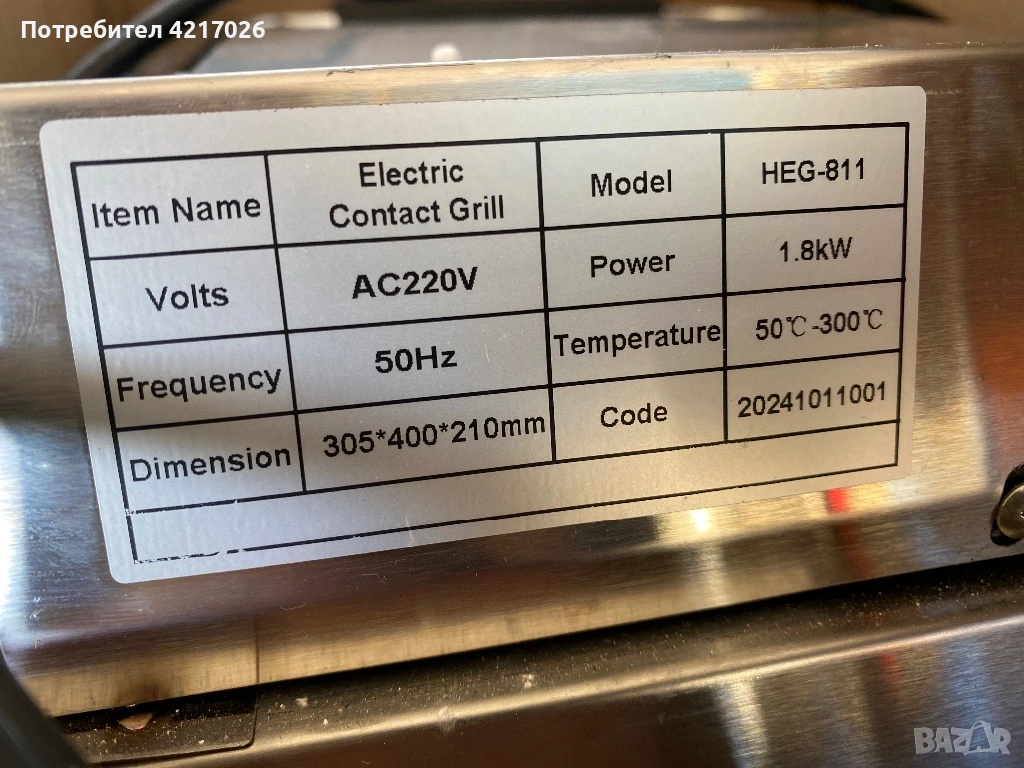 Потребител 4217026
Item Name Electric Contact Grill Model HEG-811
Volts AC220V Power 1.8kW
Frequency 50Hz Temperature 50℃-300℃
Dimension 305*400*210mm Code 20241011001
BAZAR